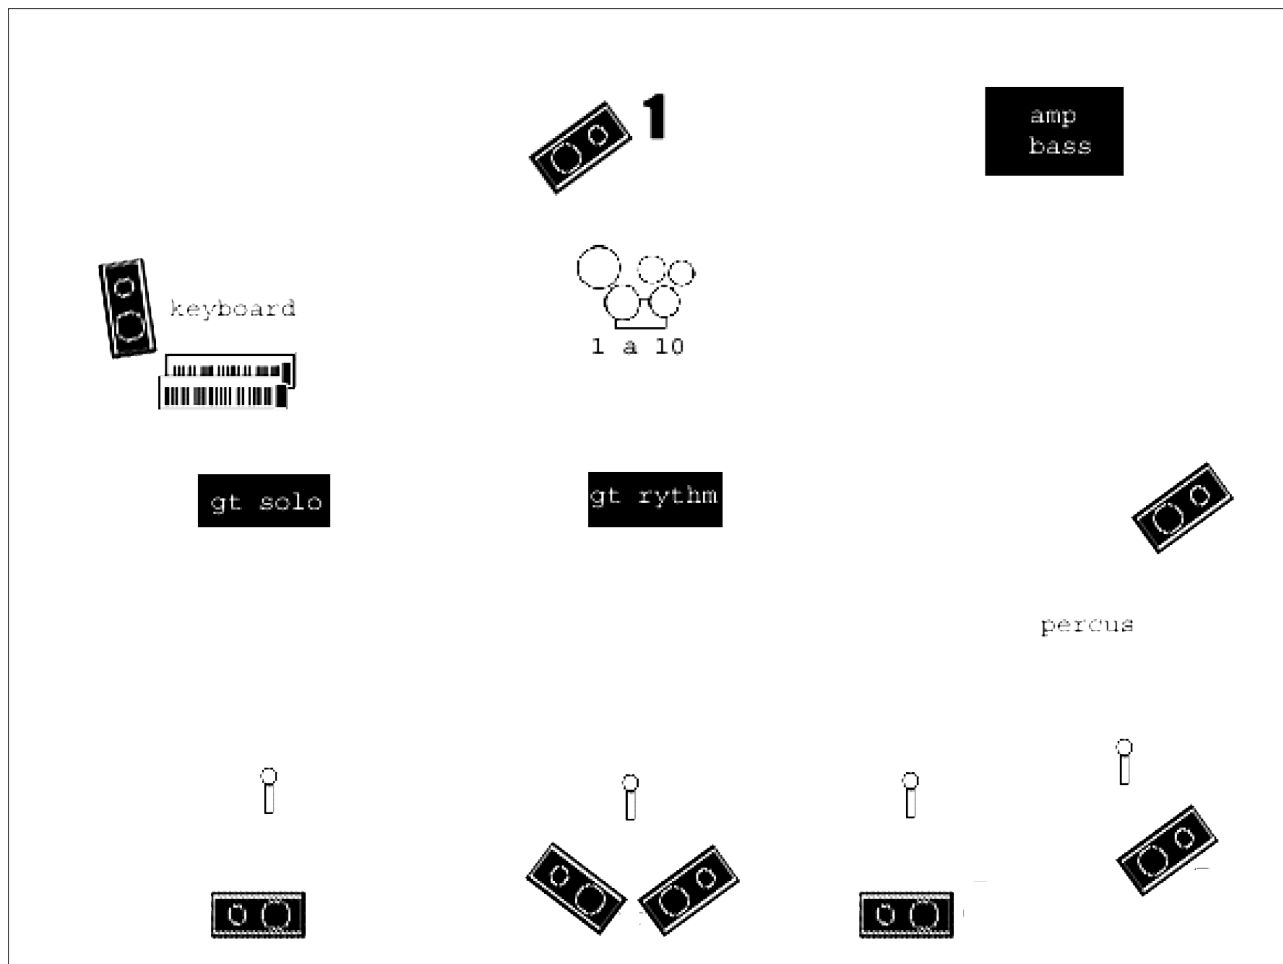 1
amp
bass
keyboard
1 a 10
gt solo
gt rythm
percus